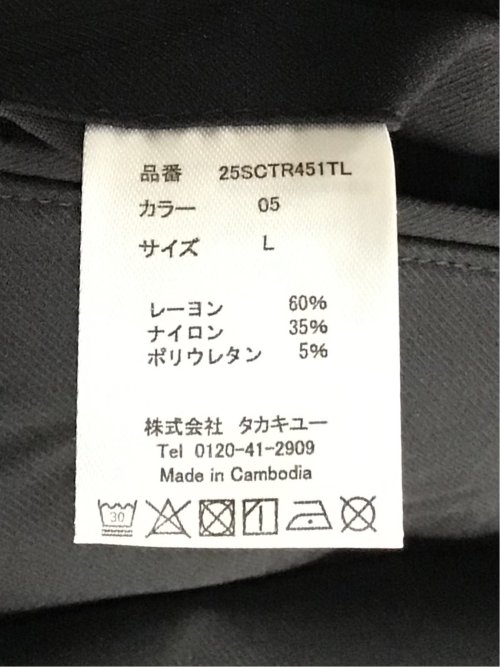 品番 25SCTR451TL
カラー 05
サイズ L
レーヨン 60%
ナイロン 35%
ポリウレタン 5%
株式会社 タカキユー
Tel 0120-41-2909
Made in Cambodia
30